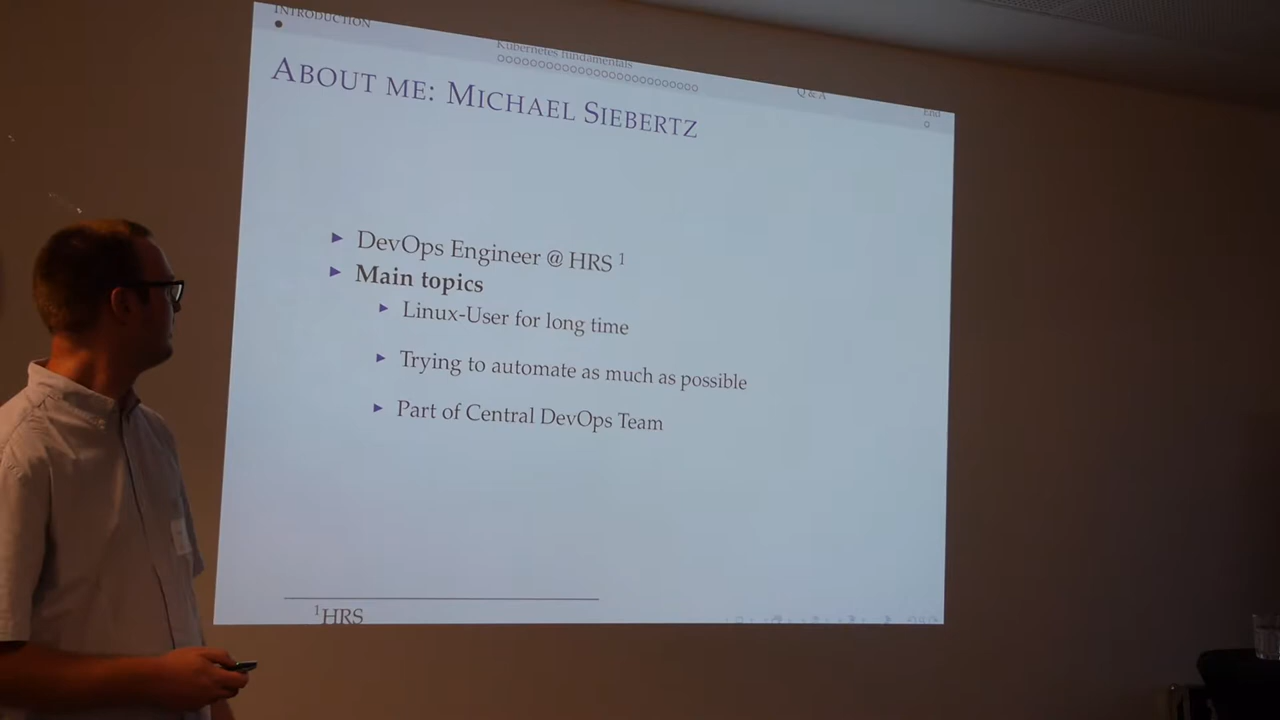 INTRODUCTION
Kubernetes fundamentals
Q & A
End
ABOUT ME: MICHAEL SIEBERTZ
DevOps Engineer @ HRS 1
Main topics
Linux-User for long time
Trying to automate as much as possible
Part of Central DevOps Team
1HRS